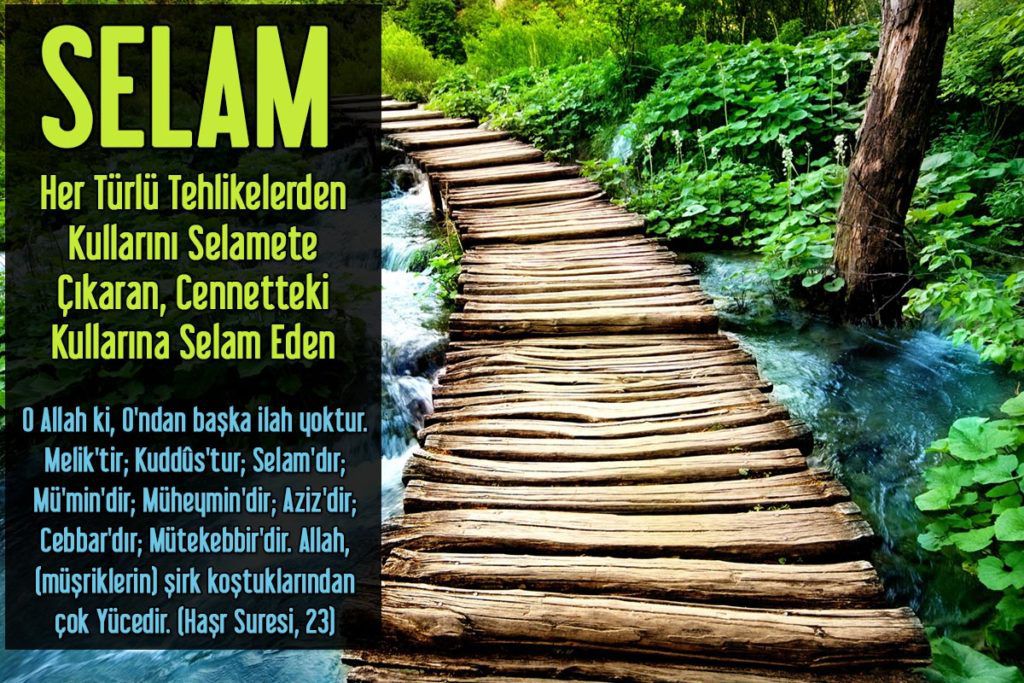 SELAM
Her Türlü Tehlikelerden
Kullarını Selamete
Çıkaran, Cennetteki
Kullarına Selam Eden
O Allah ki, O'ndan başka ilah yoktur.
Melik'tir; Kuddûs'tur; Selam'dır;
Mü'min'dir; Müheymin'dir; Aziz'dir;
Cebbar'dır; Mütekebbir'dir. Allah,
(müşriklerin) şirk koştuklarından
çok Yücedir. (Haşr Suresi, 23)